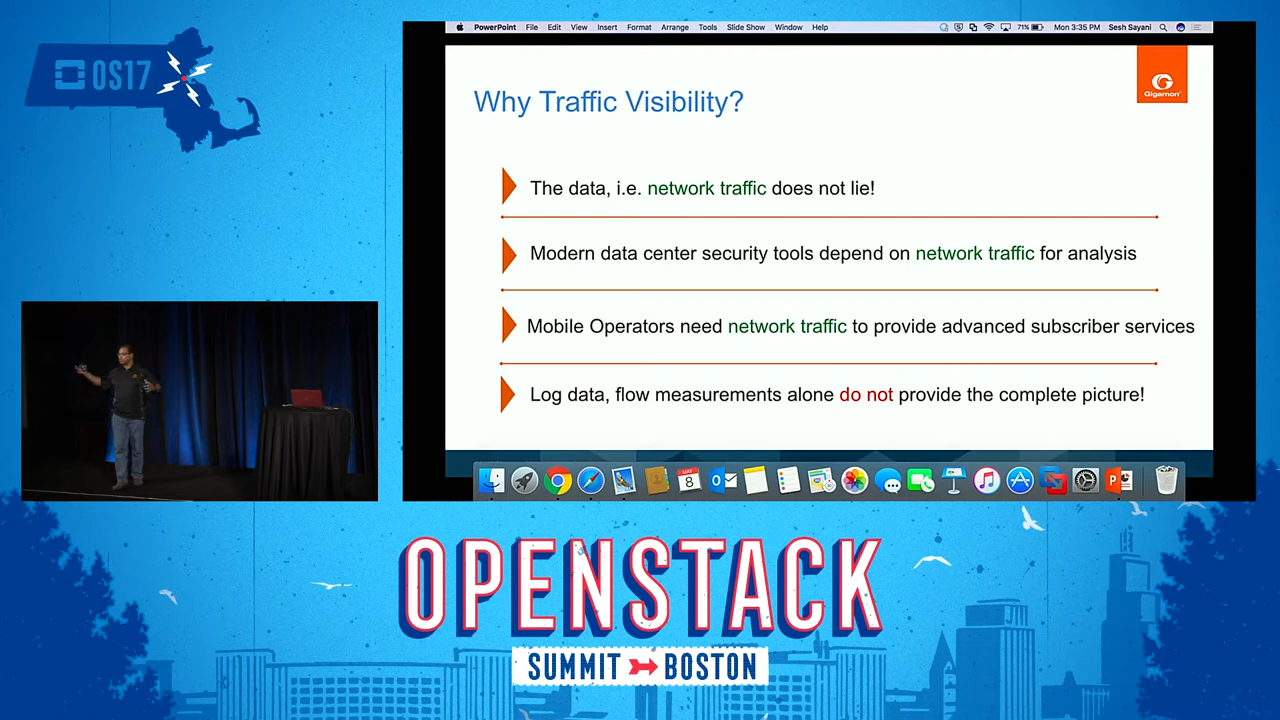 OS17
PowerPoint File Edit View Insert Format Arrange Tools Slide Show Window Help 71% Mon 3:35 PM Sesh Sayani
Why Traffic Visibility?
Gigamon
The data, i.e. network traffic does not lie!
Modern data center security tools depend on network traffic for analysis
Mobile Operators need network traffic to provide advanced subscriber services
Log data, flow measurements alone do not provide the complete picture!
MAY
8
OPENSTACK
SUMMIT BOSTON